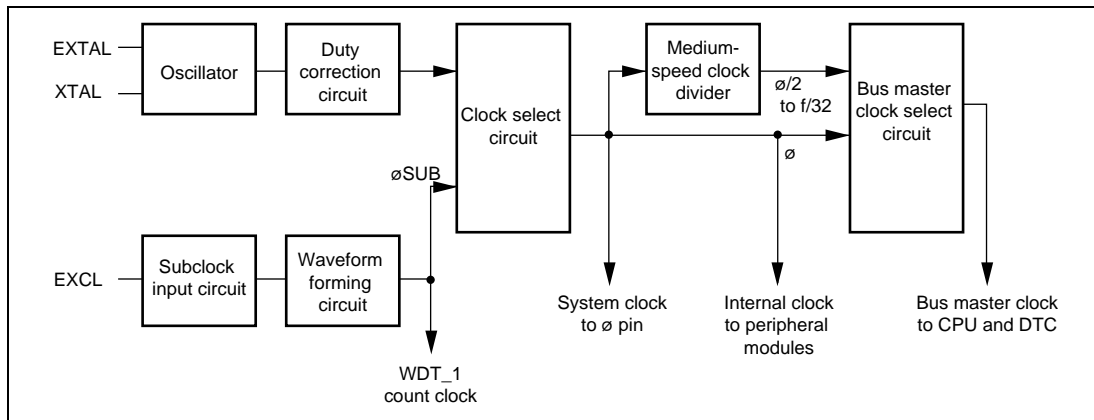 EXTAL
XTAL
Oscillator
Duty
correction
circuit
Clock select
circuit
Medium-
speed clock
divider
ø/2
to f/32
Bus master
clock select
circuit
ø
øSUB
EXCL
Subclock
input circuit
Waveform
forming
circuit
WDT_1
count clock
System clock
to ø pin
Internal clock
to peripheral
modules
Bus master clock
to CPU and DTC